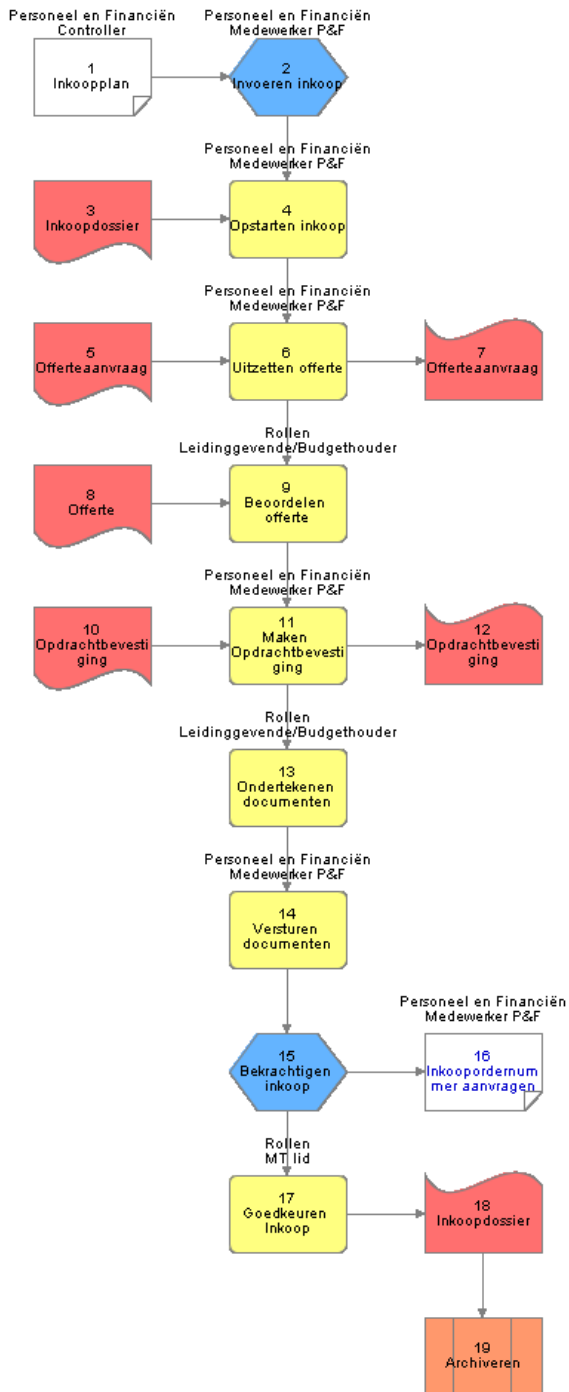 Personeel en Financiën
Controller
1
Inkoopplan
Personeel en Financiën
Medewerker P&F
2
Invoeren inkoop
Personeel en Financiën
Medewerker P&F
3
Inkoopdossier
4
Opstarten inkoop
Personeel en Financiën
Medewerker P&F
5
Offerteaanvraag
6
Uitzetten offerte
7
Offerteaanvraag
Rollen
Leidinggevende/Budgethouder
8
Offerte
9
Beoordelen
offerte
Personeel en Financiën
Medewerker P&F
10
Opdrachtbevesti
ging
11
Maken
Opdrachtbevesti
ging
12
Opdrachtbevesti
ging
Rollen
Leidinggevende/Budgethouder
13
Ondertekenen
documenten
Personeel en Financiën
Medewerker P&F
14
Versturen
documenten
15
Bekrachtigen
inkoop
Personeel en Financiën
Medewerker P&F
16
Inkoopordernum
mer aanvragen
Rollen
MT lid
17
Goedkeuren
Inkoop
18
Inkoopdossier
19
Archiveren